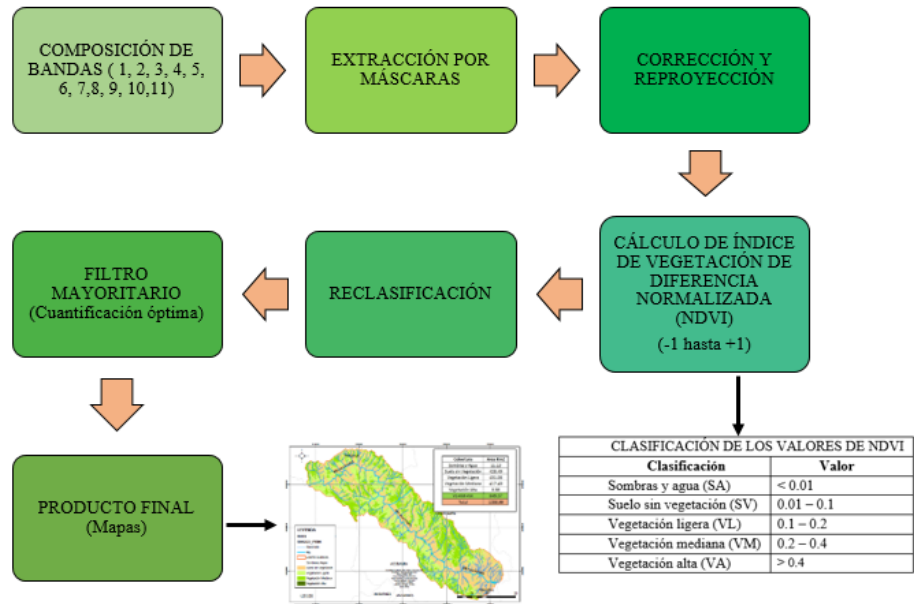 COMPOSICIÓN DE
BANDAS ( 1, 2, 3, 4, 5,
6, 7,8, 9, 10,11)
EXTRACCIÓN POR
MÁSCARAS
CORRECCIÓN Y
REPROYECCIÓN
CÁLCULO DE ÍNDICE
DE VEGETACIÓN DE
DIFERENCIA
NORMALIZADA
(NDVI)
(-1 hasta +1)
RECLASIFICACIÓN
FILTRO
MAYORITARIO
(Cuantificación óptima)
PRODUCTO FINAL
(Mapas)
CLASIFICACIÓN DE LOS VALORES DE NDVI
Clasificación Valor
Sombras y agua (SA) < 0.01
Suelo sin vegetación (SV) 0.01 – 0.1
Vegetación ligera (VL) 0.1 – 0.2
Vegetación mediana (VM) 0.2 – 0.4
Vegetación alta (VA) > 0.4